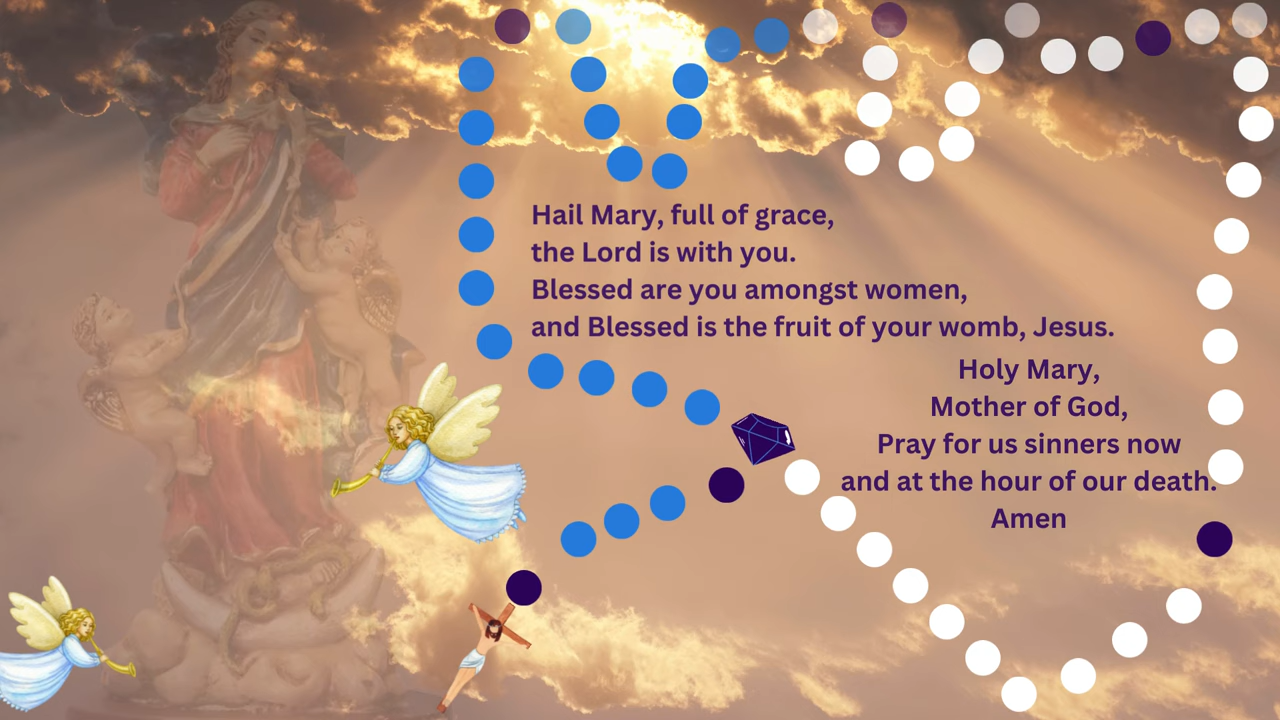 Hail Mary, full of grace,
the Lord is with you.
Blessed are you amongst women,
and Blessed is the fruit of your womb, Jesus.
Holy Mary,
Mother of God,
Pray for us sinners now
and at the hour of our death.
Amen